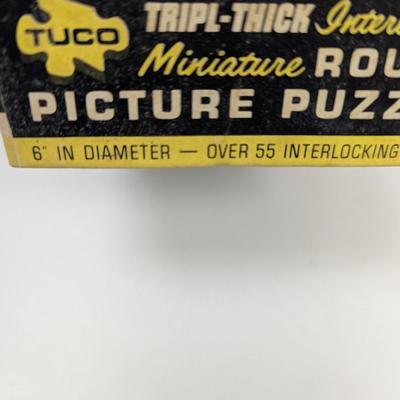 TUCO
TRIPL-THICK
Miniature
PICTURE
6" IN DIAMETER — OVER 55 INTERLOCKING